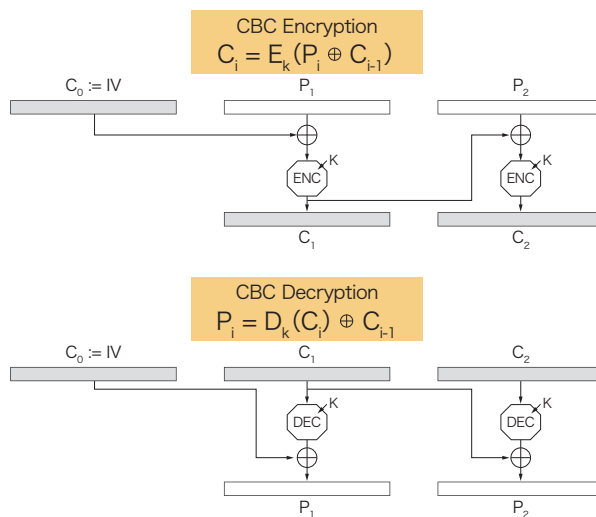 CBC Encryption
Cᵢ = Eₖ(Pᵢ ⊕ Cᵢ₋₁)
C₀ := IV P₁ P₂
K K
ENC ENC
C₁ C₂
CBC Decryption
Pᵢ = Dₖ(Cᵢ) ⊕ Cᵢ₋₁
C₀ := IV C₁ C₂
K K
DEC DEC
P₁ P₂